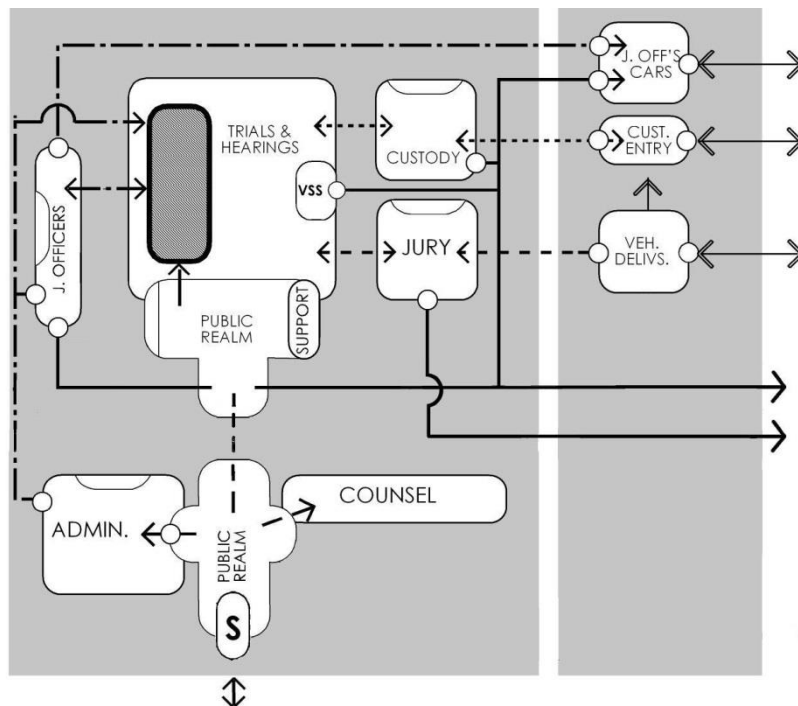 J. OFF'S
CARS
TRIALS &
HEARINGS
CUSTODY
CUST.
ENTRY
VSS
J. OFFICERS
JURY
VEH.
DELIVS.
PUBLIC
REALM
SUPPORT
COUNSEL
ADMIN.
PUBLIC
REALM
S